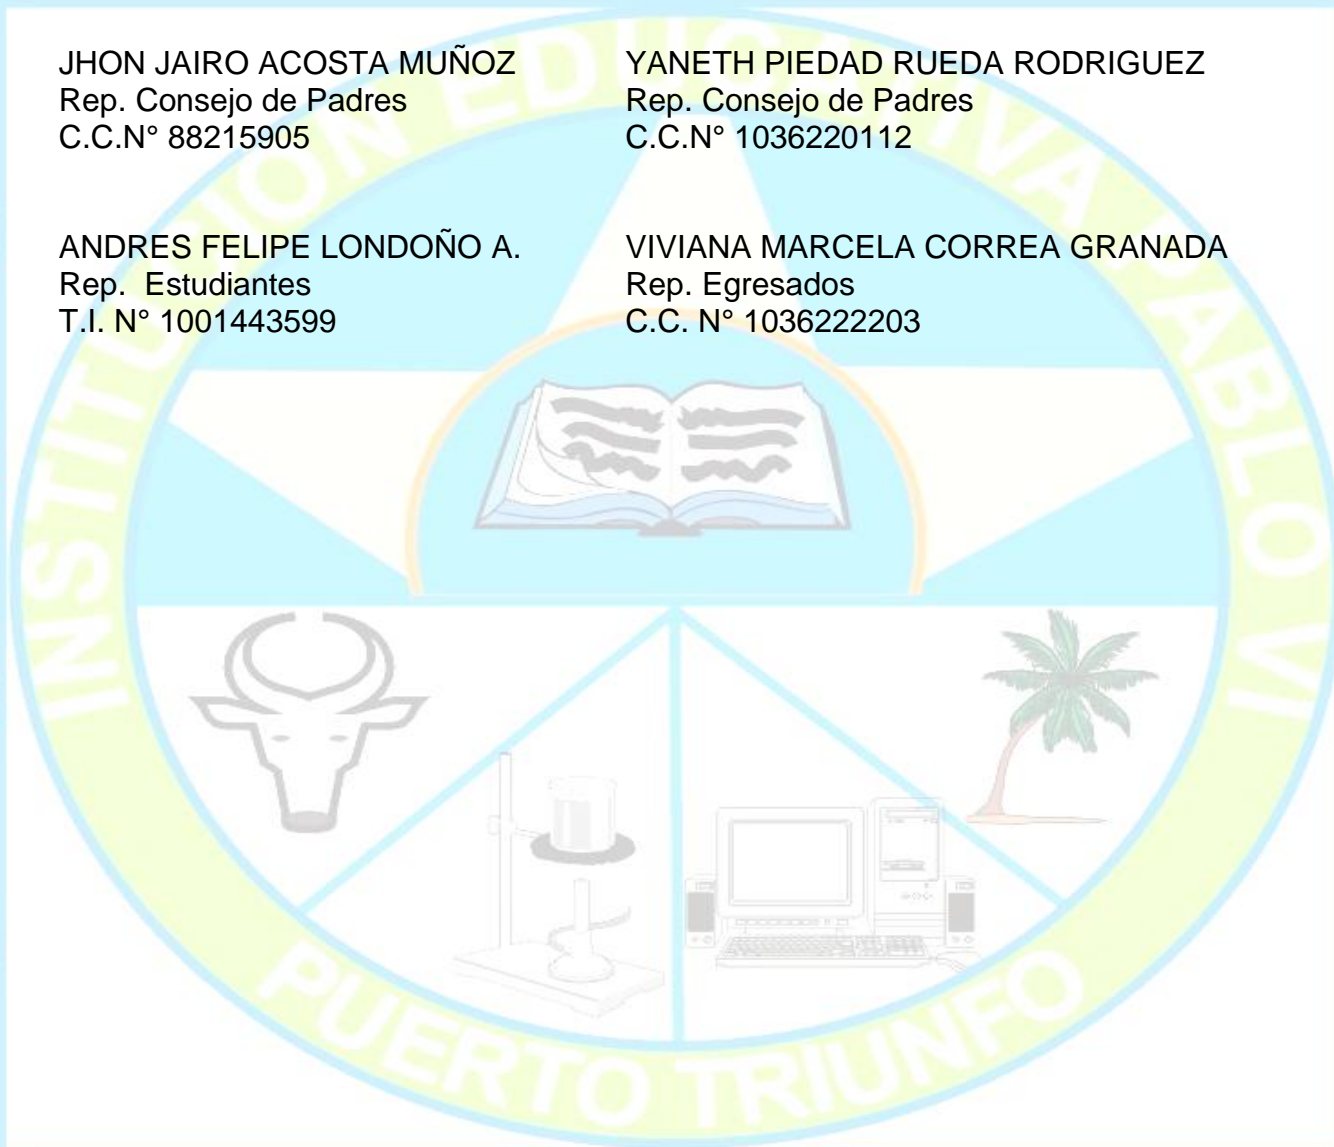 JHON JAIRO ACOSTA MUÑOZ
Rep. Consejo de Padres
C.C.N° 88215905
YANETH PIEDAD RUEDA RODRIGUEZ
Rep. Consejo de Padres
C.C.N° 1036220112
ANDRES FELIPE LONDOÑO A.
Rep.  Estudiantes
T.I. N° 1001443599
VIVIANA MARCELA CORREA GRANADA
Rep. Egresados
C.C. N° 1036222203
INSTITUCION EDUCATIVA PABLO VI
PUERTO TRIUNFO